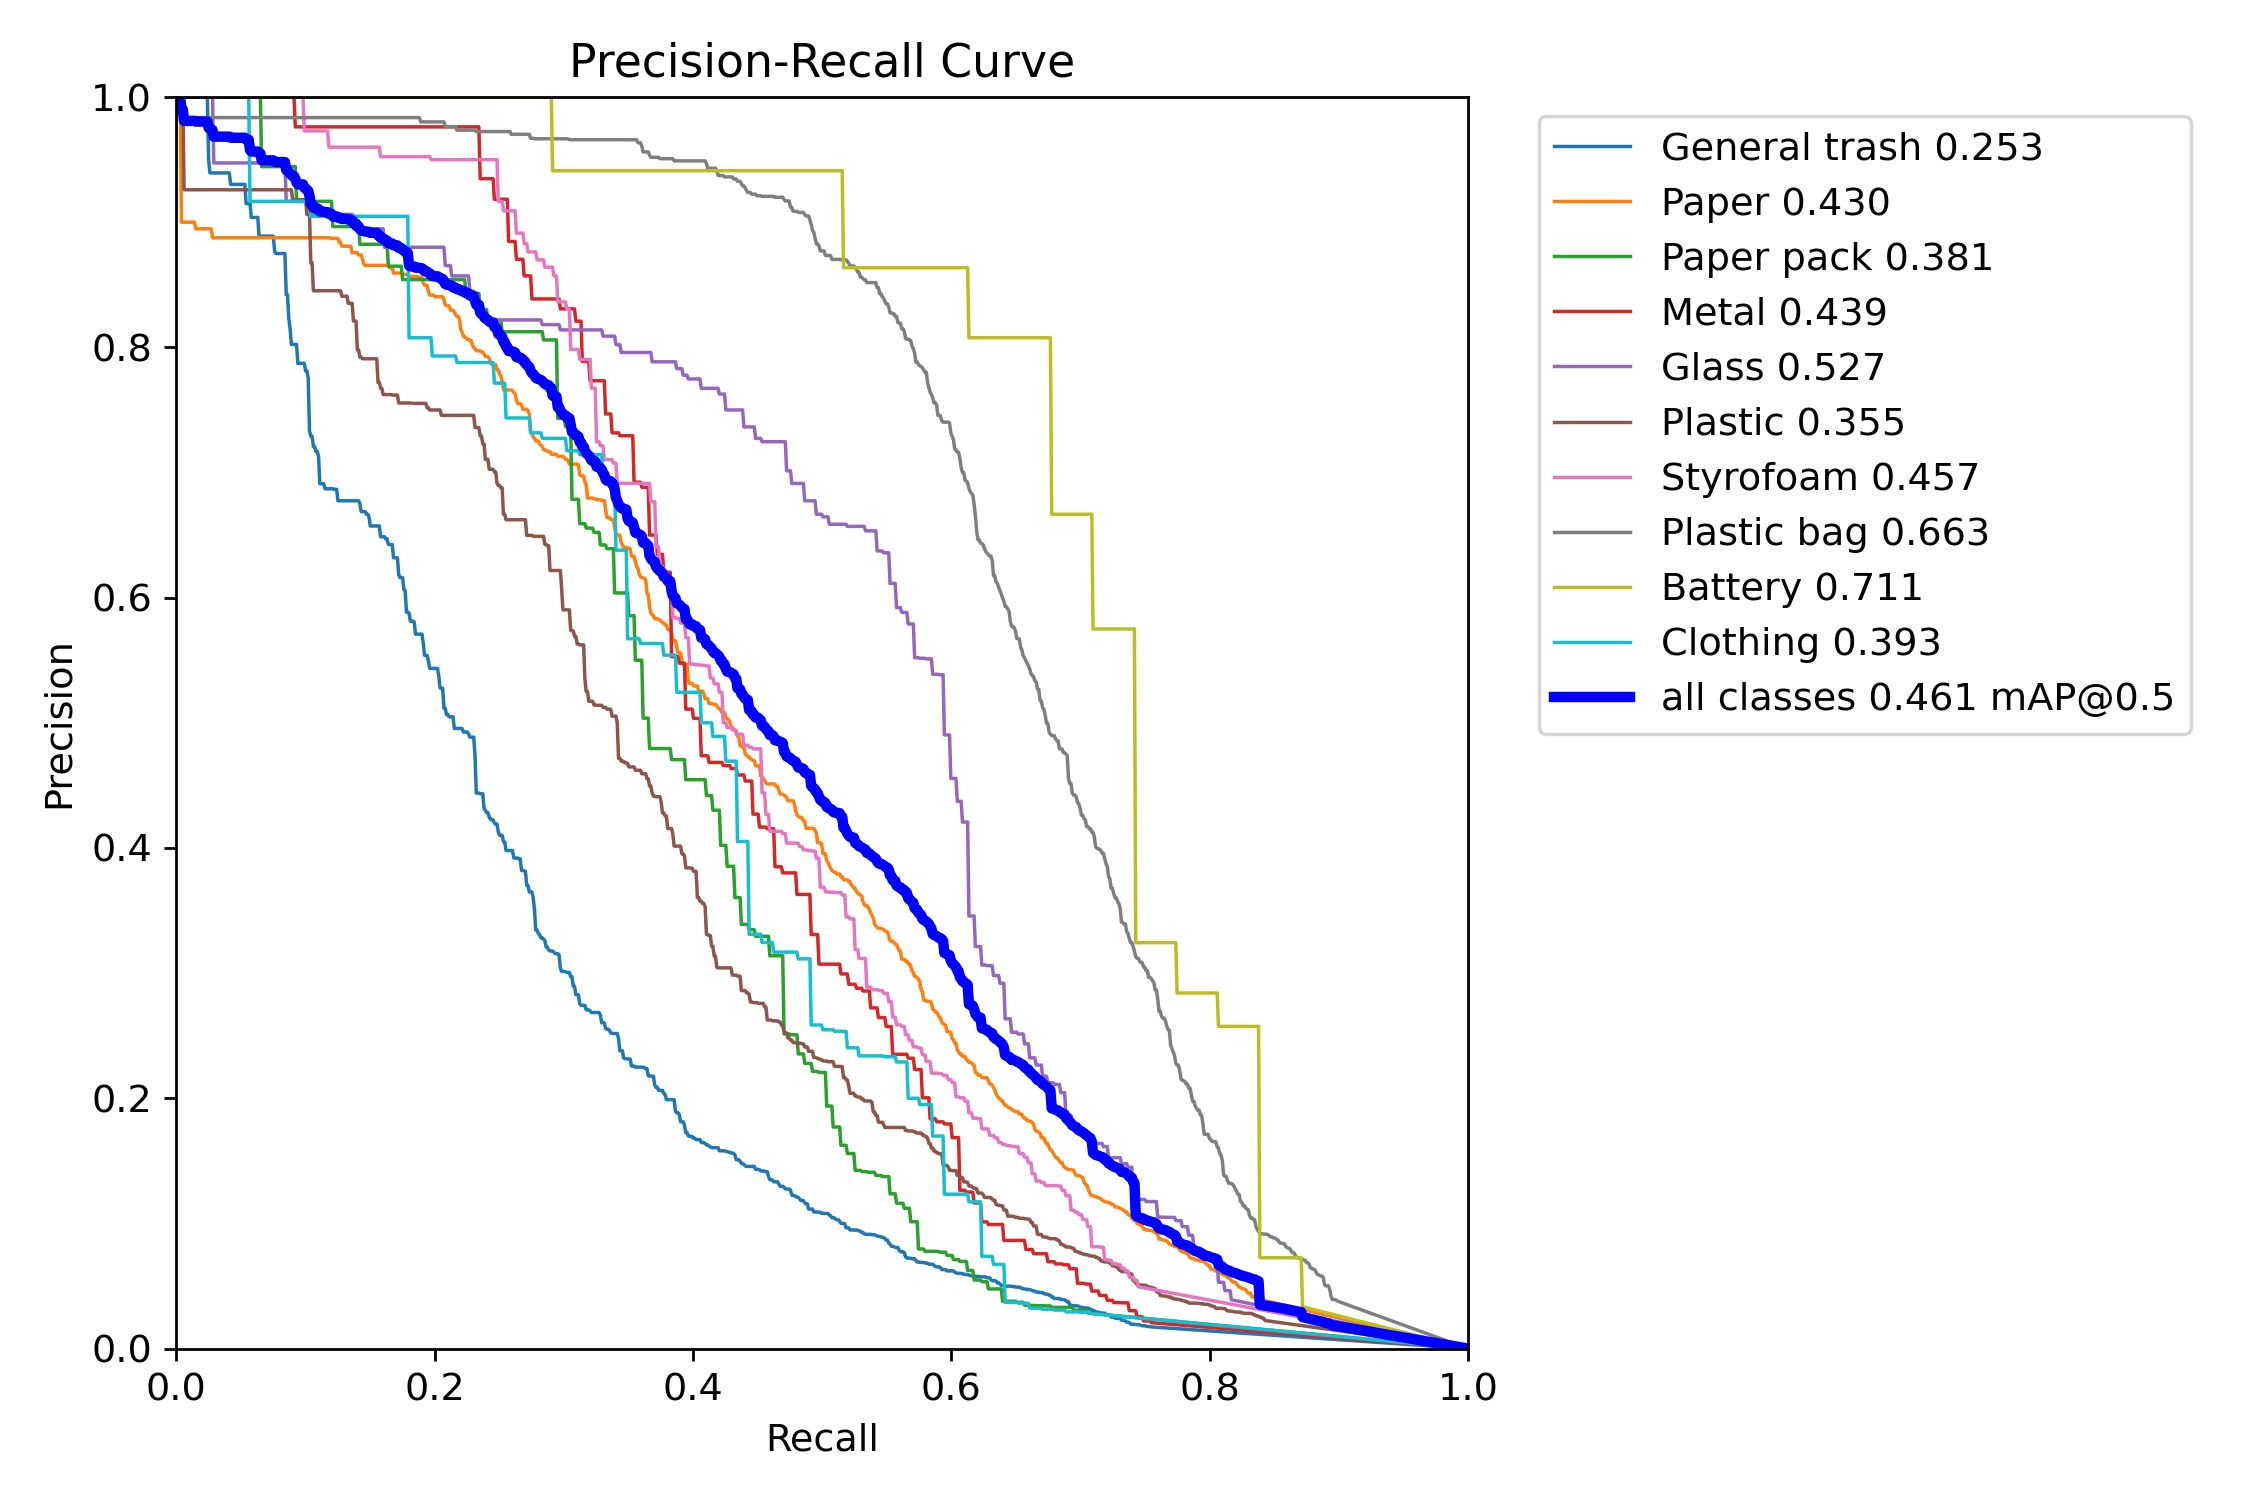 Precision-Recall Curve
1.0
0.8
0.6
0.4
0.2
0.0
Precision
0.0 0.2 0.4 0.6 0.8 1.0
Recall
General trash 0.253
Paper 0.430
Paper pack 0.381
Metal 0.439
Glass 0.527
Plastic 0.355
Styrofoam 0.457
Plastic bag 0.663
Battery 0.711
Clothing 0.393
all classes 0.461 mAP@0.5